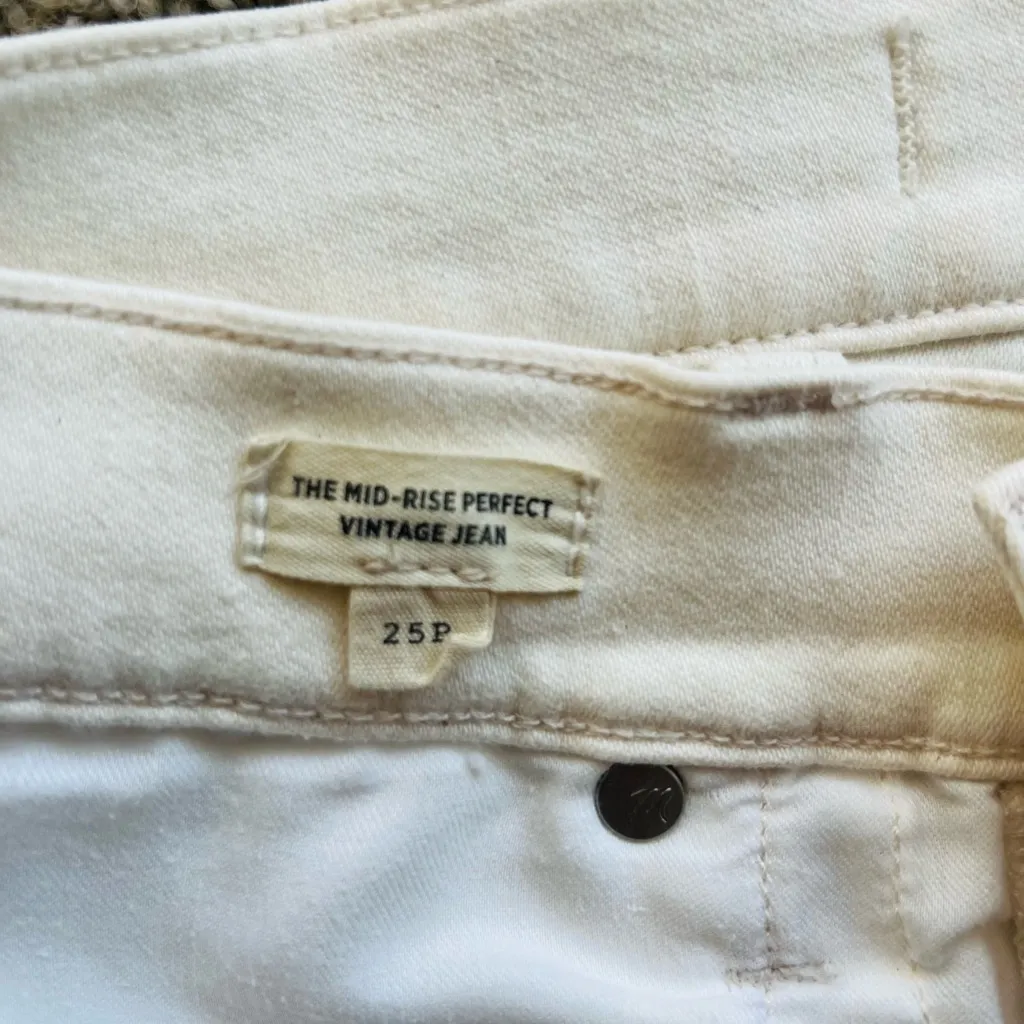 THE MID-RISE PERFECT
VINTAGE JEAN
25P
m